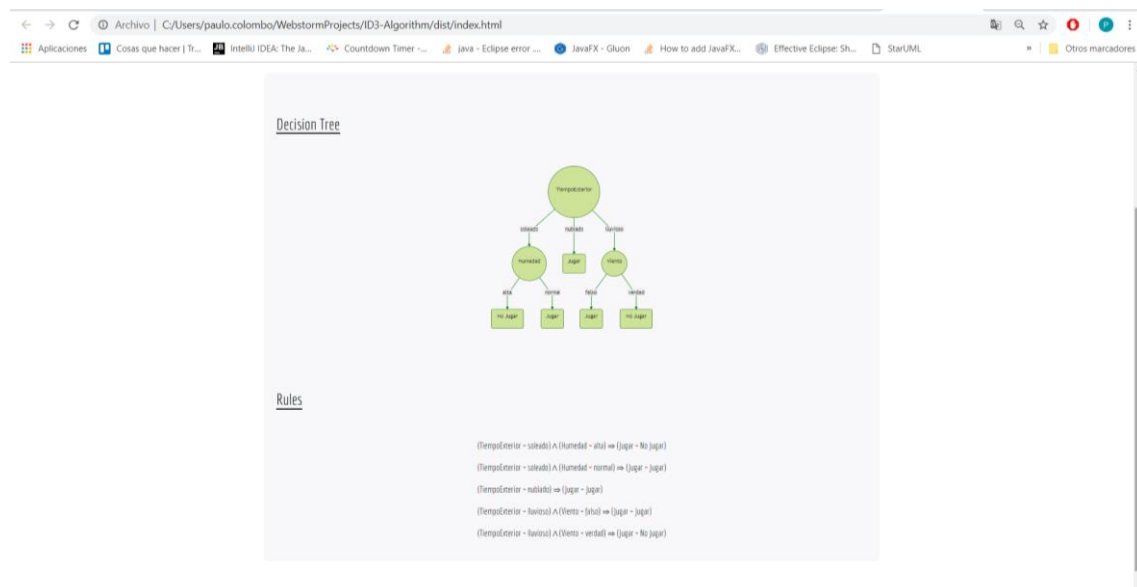 Archivo | C:/Users/paulo.colombo/WebstormProjects/ID3-Algorithm/dist/index.html
Aplicaciones Cosas que hacer | Tr... IntelliJ IDEA: The Ja... Countdown Timer -... java - Eclipse error .... JavaFX - Gluon How to add JavaFX... Effective Eclipse: Sh... StarUML » Otros marcadores
Decision Tree
TiempoExterior
soleado nublado lluvioso
Humedad Jugar Viento
alta normal falso verdad
No Jugar Jugar Jugar No Jugar
Rules
(TiempoExterior = soleado) ∧ (Humedad = alta) ⇒ (Jugar = No Jugar)
(TiempoExterior = soleado) ∧ (Humedad = normal) ⇒ (Jugar = Jugar)
(TiempoExterior = nublado) ⇒ (Jugar = Jugar)
(TiempoExterior = lluvioso) ∧ (Viento = falso) ⇒ (Jugar = Jugar)
(TiempoExterior = lluvioso) ∧ (Viento = verdad) ⇒ (Jugar = No Jugar)